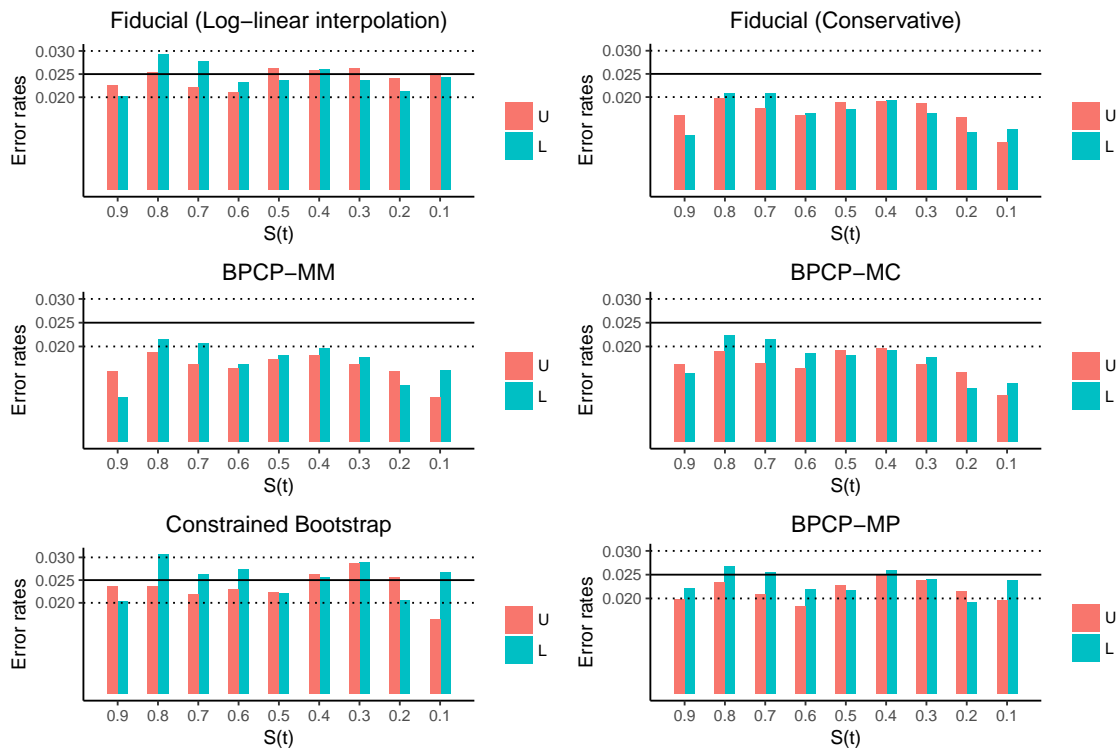 Fiducial (Log−linear interpolation)
0.030
0.025
0.020
Error rates
0.9 0.8 0.7 0.6 0.5 0.4 0.3 0.2 0.1
S(t)
U
L
Fiducial (Conservative)
0.030
0.025
0.020
Error rates
0.9 0.8 0.7 0.6 0.5 0.4 0.3 0.2 0.1
S(t)
U
L
BPCP−MM
0.030
0.025
0.020
Error rates
0.9 0.8 0.7 0.6 0.5 0.4 0.3 0.2 0.1
S(t)
U
L
BPCP−MC
0.030
0.025
0.020
Error rates
0.9 0.8 0.7 0.6 0.5 0.4 0.3 0.2 0.1
S(t)
U
L
Constrained Bootstrap
0.030
0.025
0.020
Error rates
0.9 0.8 0.7 0.6 0.5 0.4 0.3 0.2 0.1
S(t)
U
L
BPCP−MP
0.030
0.025
0.020
Error rates
0.9 0.8 0.7 0.6 0.5 0.4 0.3 0.2 0.1
S(t)
U
L